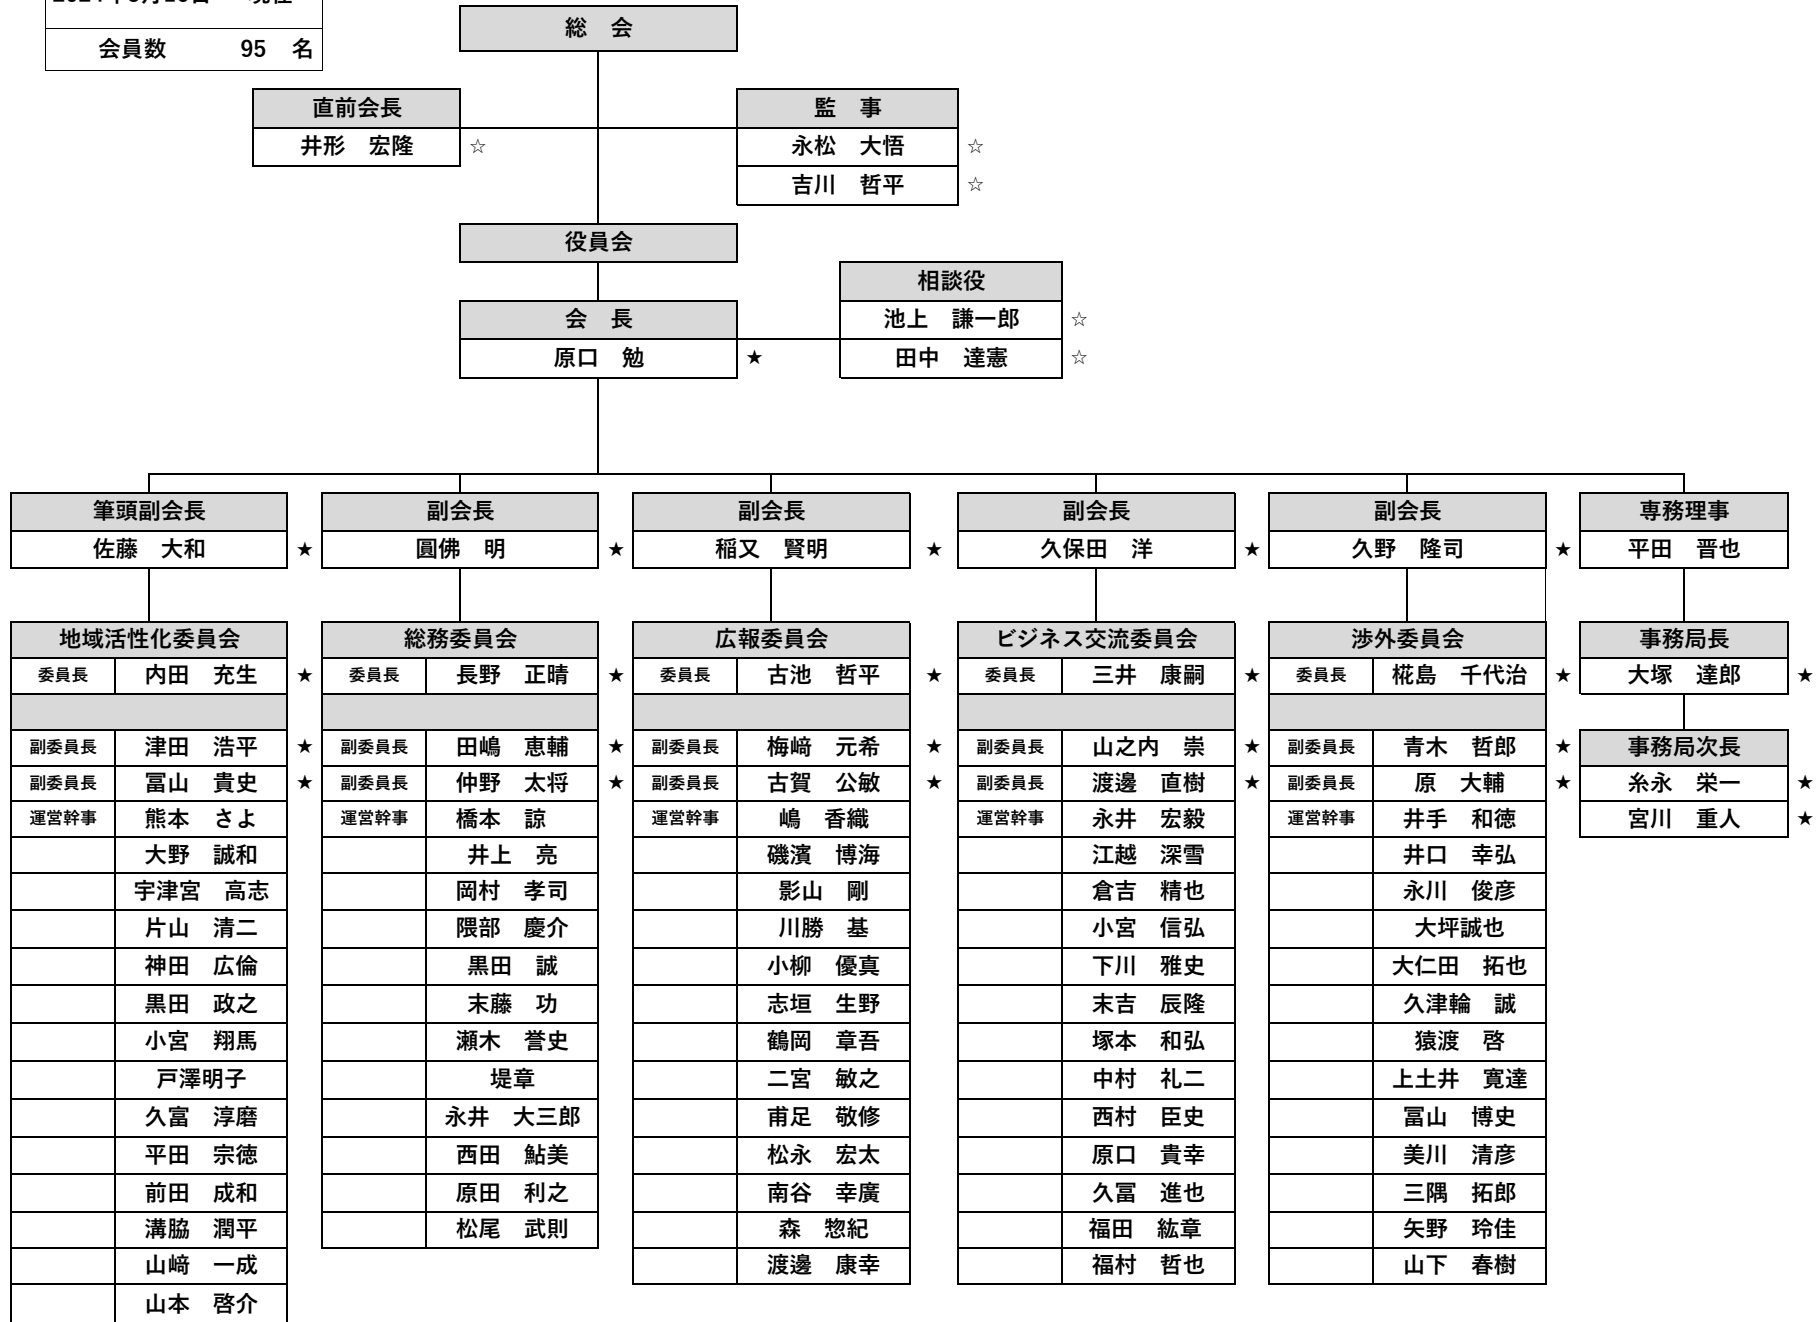 会員数 95 名
総 会
直前会長 監 事
井形 宏隆 ☆ 永松 大悟 ☆
吉川 哲平 ☆
役員会
相談役
会 長 池上 謙一郎 ☆
原口 勉 ★ 田中 達憲 ☆
筆頭副会長 副会長 副会長 副会長 副会長 専務理事
佐藤 大和 ★ 圓佛 明 ★ 稲又 賢明 ★ 久保田 洋 ★ 久野 隆司 ★ 平田 晋也
地域活性化委員会 総務委員会 広報委員会 ビジネス交流委員会 渉外委員会 事務局長
委員長 内田 充生 ★ 委員長 長野 正晴 ★ 委員長 古池 哲平 ★ 委員長 三井 康嗣 ★ 委員長 椛島 千代治 ★ 大塚 達郎 ★
副委員長 津田 浩平 ★ 副委員長 田嶋 恵輔 ★ 副委員長 梅﨑 元希 ★ 副委員長 山之内 崇 ★ 副委員長 青木 哲郎 ★ 事務局次長
副委員長 冨山 貴史 ★ 副委員長 仲野 太将 ★ 副委員長 古賀 公敏 ★ 副委員長 渡邊 直樹 ★ 副委員長 原 大輔 ★ 糸永 栄一 ★
運営幹事 熊本 さよ 運営幹事 橋本 諒 運営幹事 嶋 香織 運営幹事 永井 宏毅 運営幹事 井手 和徳 宮川 重人 ★
大野 誠和 井上 亮 磯濱 博海 江越 深雪 井口 幸弘
宇津宮 高志 岡村 孝司 影山 剛 倉吉 精也 永川 俊彦
片山 清二 隈部 慶介 川勝 基 小宮 信弘 大坪誠也
神田 広倫 黒田 誠 小柳 優真 下川 雅史 大仁田 拓也
黒田 政之 末藤 功 志垣 生野 末吉 辰隆 久津輪 誠
小宮 翔馬 瀬木 誉史 鶴岡 章吾 塚本 和弘 猿渡 啓
戸澤明子 堤章 二宮 敏之 中村 礼二 上土井 寛達
久富 淳磨 永井 大三郎 甫足 敬修 西村 臣史 冨山 博史
平田 宗徳 西田 鮎美 松永 宏太 原口 貴幸 美川 清彦
前田 成和 原田 利之 南谷 幸廣 久冨 進也 三隅 拓郎
溝脇 潤平 松尾 武則 森 惣紀 福田 紘章 矢野 玲佳
山﨑 一成 渡邊 康幸 福村 哲也 山下 春樹
山本 啓介